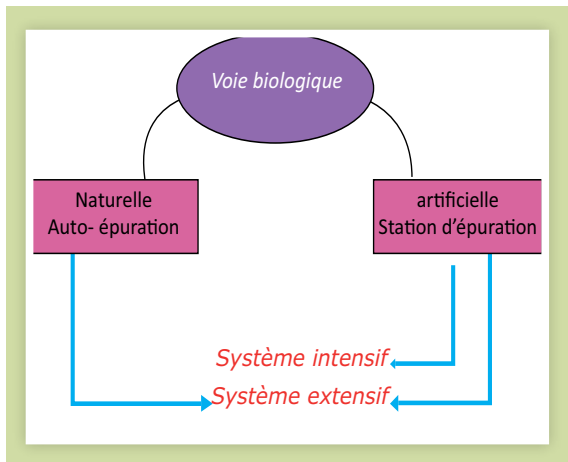 Voie biologique
Naturelle
Auto- épuration
artificielle
Station d'épuration
Système intensif
Système extensif